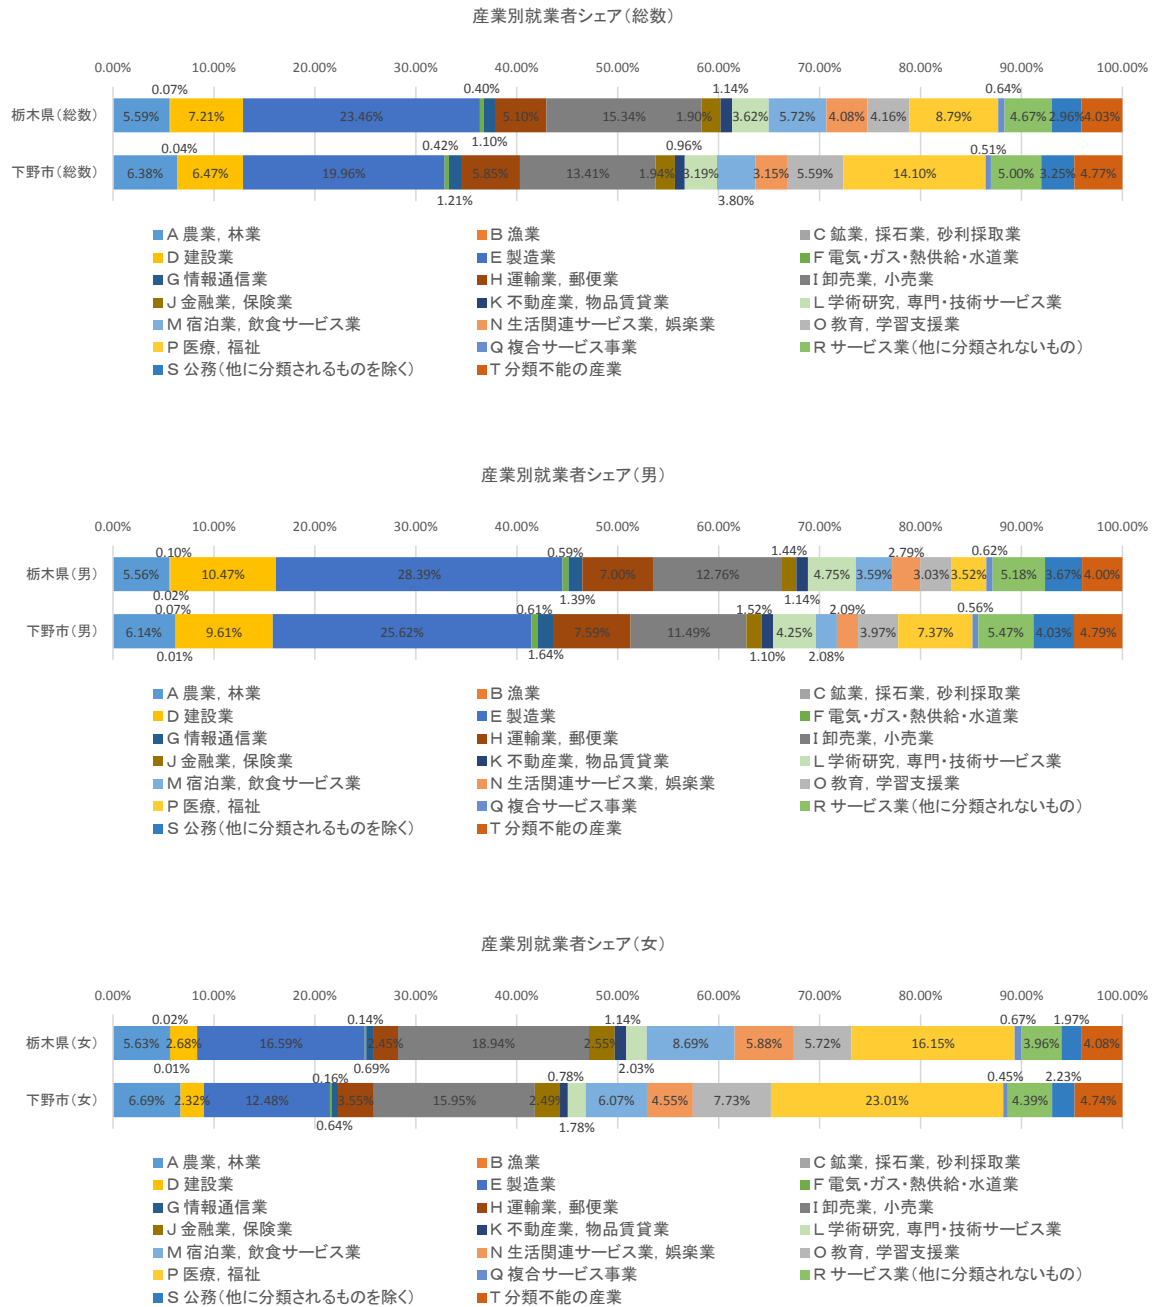 産業別就業者シェア(総数)
0.00% 10.00% 20.00% 30.00% 40.00% 50.00% 60.00% 70.00% 80.00% 90.00% 100.00%
0.07% 0.40% 1.14% 0.64%
栃木県(総数) 5.59% 7.21% 23.46% 5.10% 15.34% 1.90% 3.62% 5.72% 4.08% 4.16% 8.79% 4.67% 2.96% 4.03%
0.04% 0.42% 1.10% 0.96% 0.51%
下野市(総数) 6.38% 6.47% 19.96% 5.85% 13.41% 1.94% 3.19% 3.15% 5.59% 14.10% 5.00% 3.25% 4.77%
1.21% 3.80%
A 農業, 林業 B 漁業 C 鉱業, 採石業, 砂利採取業
D 建設業 E 製造業 F 電気・ガス・熱供給・水道業
G 情報通信業 H 運輸業, 郵便業 I 卸売業, 小売業
J 金融業, 保険業 K 不動産業, 物品賃貸業 L 学術研究, 専門・技術サービス業
M 宿泊業, 飲食サービス業 N 生活関連サービス業, 娯楽業 O 教育, 学習支援業
P 医療, 福祉 Q 複合サービス事業 R サービス業(他に分類されないもの)
S 公務(他に分類されるものを除く) T 分類不能の産業
産業別就業者シェア(男)
0.00% 10.00% 20.00% 30.00% 40.00% 50.00% 60.00% 70.00% 80.00% 90.00% 100.00%
0.10% 0.59% 1.44% 2.79% 0.62%
栃木県(男) 5.56% 10.47% 28.39% 7.00% 12.76% 4.75% 3.59% 3.03% 3.52% 5.18% 3.67% 4.00%
0.02% 1.39% 1.14%
0.07% 0.61% 1.52% 2.09% 0.56%
下野市(男) 6.14% 9.61% 25.62% 7.59% 11.49% 4.25% 3.97% 7.37% 5.47% 4.03% 4.79%
0.01% 1.64% 1.10% 2.08%
A 農業, 林業 B 漁業 C 鉱業, 採石業, 砂利採取業
D 建設業 E 製造業 F 電気・ガス・熱供給・水道業
G 情報通信業 H 運輸業, 郵便業 I 卸売業, 小売業
J 金融業, 保険業 K 不動産業, 物品賃貸業 L 学術研究, 専門・技術サービス業
M 宿泊業, 飲食サービス業 N 生活関連サービス業, 娯楽業 O 教育, 学習支援業
P 医療, 福祉 Q 複合サービス事業 R サービス業(他に分類されないもの)
S 公務(他に分類されるものを除く) T 分類不能の産業
産業別就業者シェア(女)
0.00% 10.00% 20.00% 30.00% 40.00% 50.00% 60.00% 70.00% 80.00% 90.00% 100.00%
0.02% 0.14% 1.14% 0.67% 1.97%
栃木県(女) 5.63% 2.68% 16.59% 2.45% 18.94% 2.55% 8.69% 5.88% 5.72% 16.15% 3.96% 4.08%
0.01% 0.69% 2.03%
0.16% 0.78% 0.45% 2.23%
下野市(女) 6.69% 2.32% 12.48% 3.55% 15.95% 2.49% 6.07% 4.55% 7.73% 23.01% 4.39% 4.74%
0.64% 1.78%
A 農業, 林業 B 漁業 C 鉱業, 採石業, 砂利採取業
D 建設業 E 製造業 F 電気・ガス・熱供給・水道業
G 情報通信業 H 運輸業, 郵便業 I 卸売業, 小売業
J 金融業, 保険業 K 不動産業, 物品賃貸業 L 学術研究, 専門・技術サービス業
M 宿泊業, 飲食サービス業 N 生活関連サービス業, 娯楽業 O 教育, 学習支援業
P 医療, 福祉 Q 複合サービス事業 R サービス業(他に分類されないもの)
S 公務(他に分類されるものを除く) T 分類不能の産業